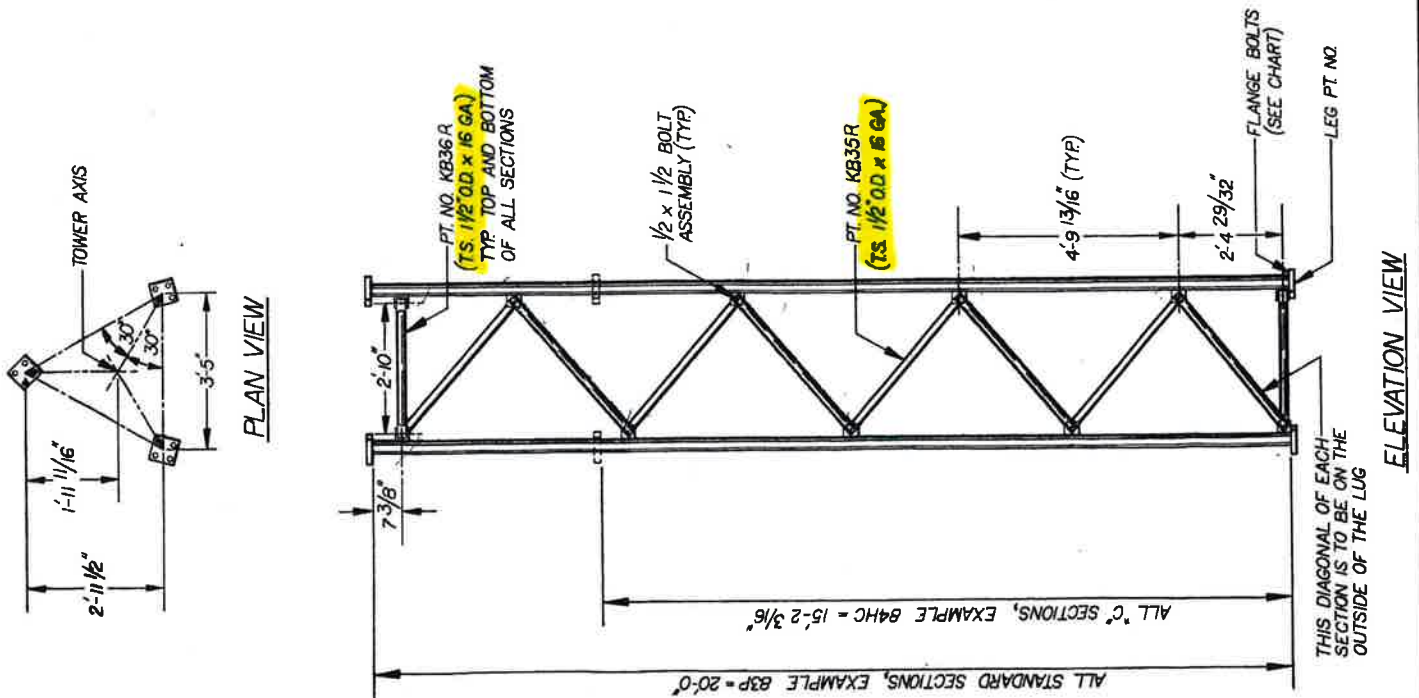 TOWER AXIS
30°
30°
3'-5"
1'-11 11/16"
2'-11 1/2"
PLAN VIEW
PT. NO. KB36R
(T.S. 1 1/2" O.D. x 16 GA.)
TYP. TOP AND BOTTOM
OF ALL SECTIONS
2'-10"
7 3/8"
1/2 x 1 1/2 BOLT
ASSEMBLY (TYP.)
PT. NO. KB35R
(T.S. 1 1/2" O.D. x 16 GA.)
4'-9 13/16" (TYP.)
2'-4 29/32"
FLANGE BOLTS
(SEE CHART)
LEG PT. NO.
THIS DIAGONAL OF EACH
SECTION IS TO BE ON THE
OUTSIDE OF THE LUG
ALL "C" SECTIONS, EXAMPLE B4HC = 15'-2 3/16"
ALL STANDARD SECTIONS, EXAMPLE B3P = 20'-0"
ELEVATION VIEW